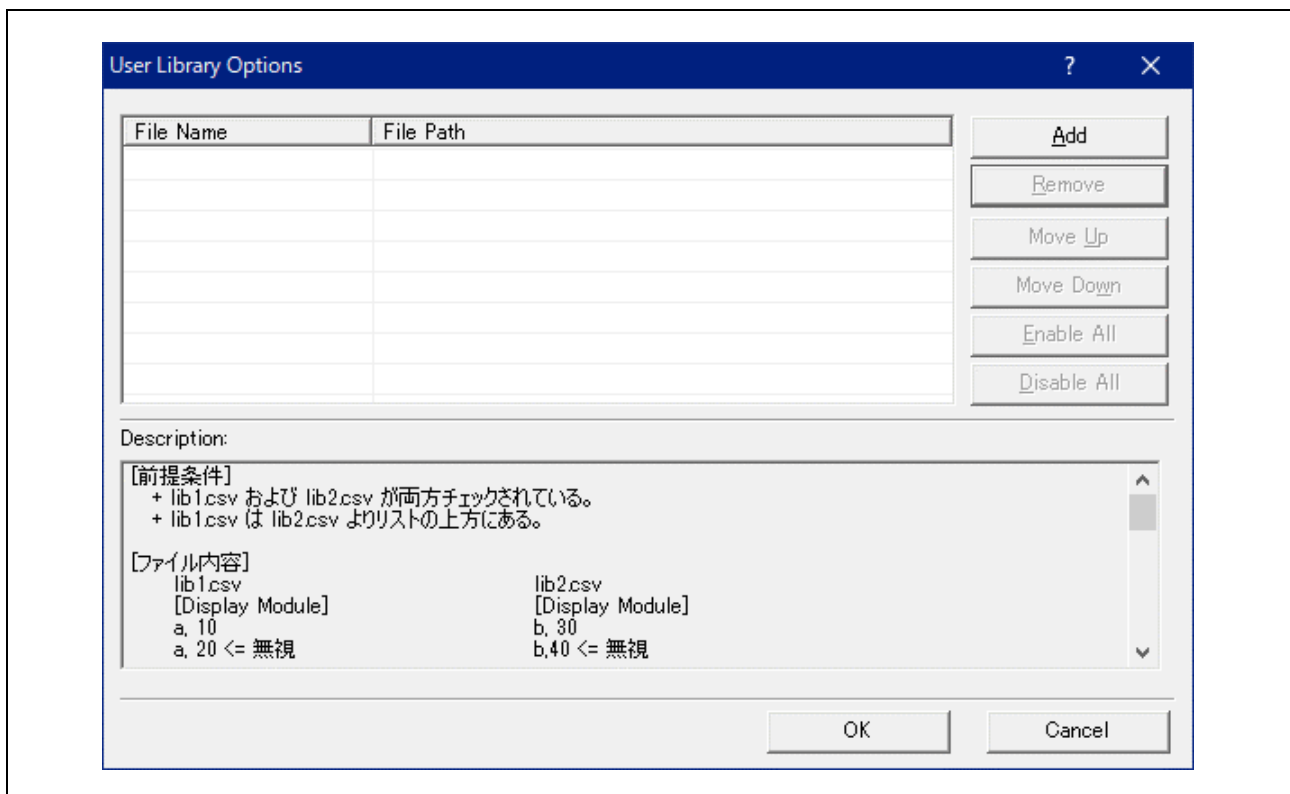 User Library Options
File Name File Path
Add
Remove
Move Up
Move Down
Enable All
Disable All
Description:
[前提条件]
+ lib1.csv および lib2.csv が両方チェックされている。
+ lib1.csv は lib2.csv よりリストの上方にある。
[ファイル内容]
lib1.csv lib2.csv
[Display Module] [Display Module]
a, 10 b, 30
a, 20 <= 無視 b,40 <= 無視
OK Cancel